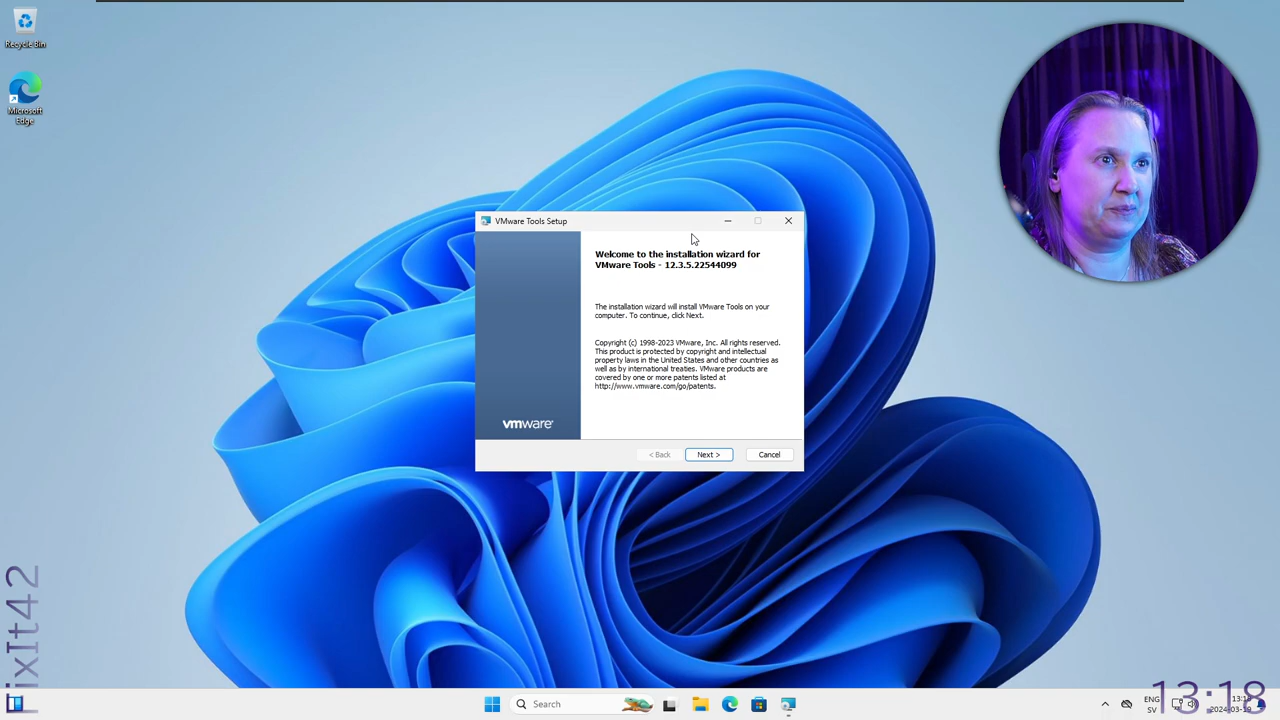 Recycle Bin
Microsoft
Edge
VMware Tools Setup
Welcome to the installation wizard for
VMware Tools - 12.3.5.22544099
The installation wizard will install VMware Tools on your
computer. To continue, click Next.
Copyright (c) 1998-2023 VMware, Inc. All rights reserved.
This product is protected by copyright and intellectual
property laws in the United States and other countries as
well as by international treaties. VMware products are
covered by one or more patents listed at
http://www.vmware.com/go/patents.
vmware
< Back
Next >
Cancel
FixIt42
Search
ENG
SV
13:18